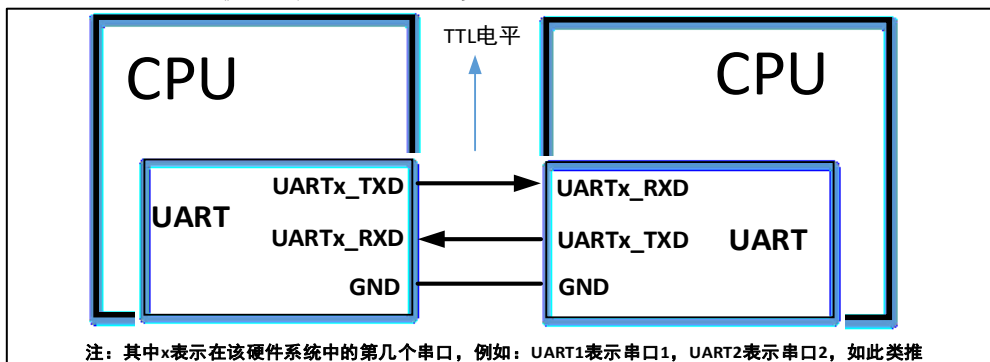 TTL电平
CPU
CPU
UARTx_TXD
UARTx_RXD
UART
UARTx_RXD
UARTx_TXD
UART
GND
GND
注：其中x表示在该硬件系统中的第几个串口，例如：UART1表示串口1，UART2表示串口2，如此类推